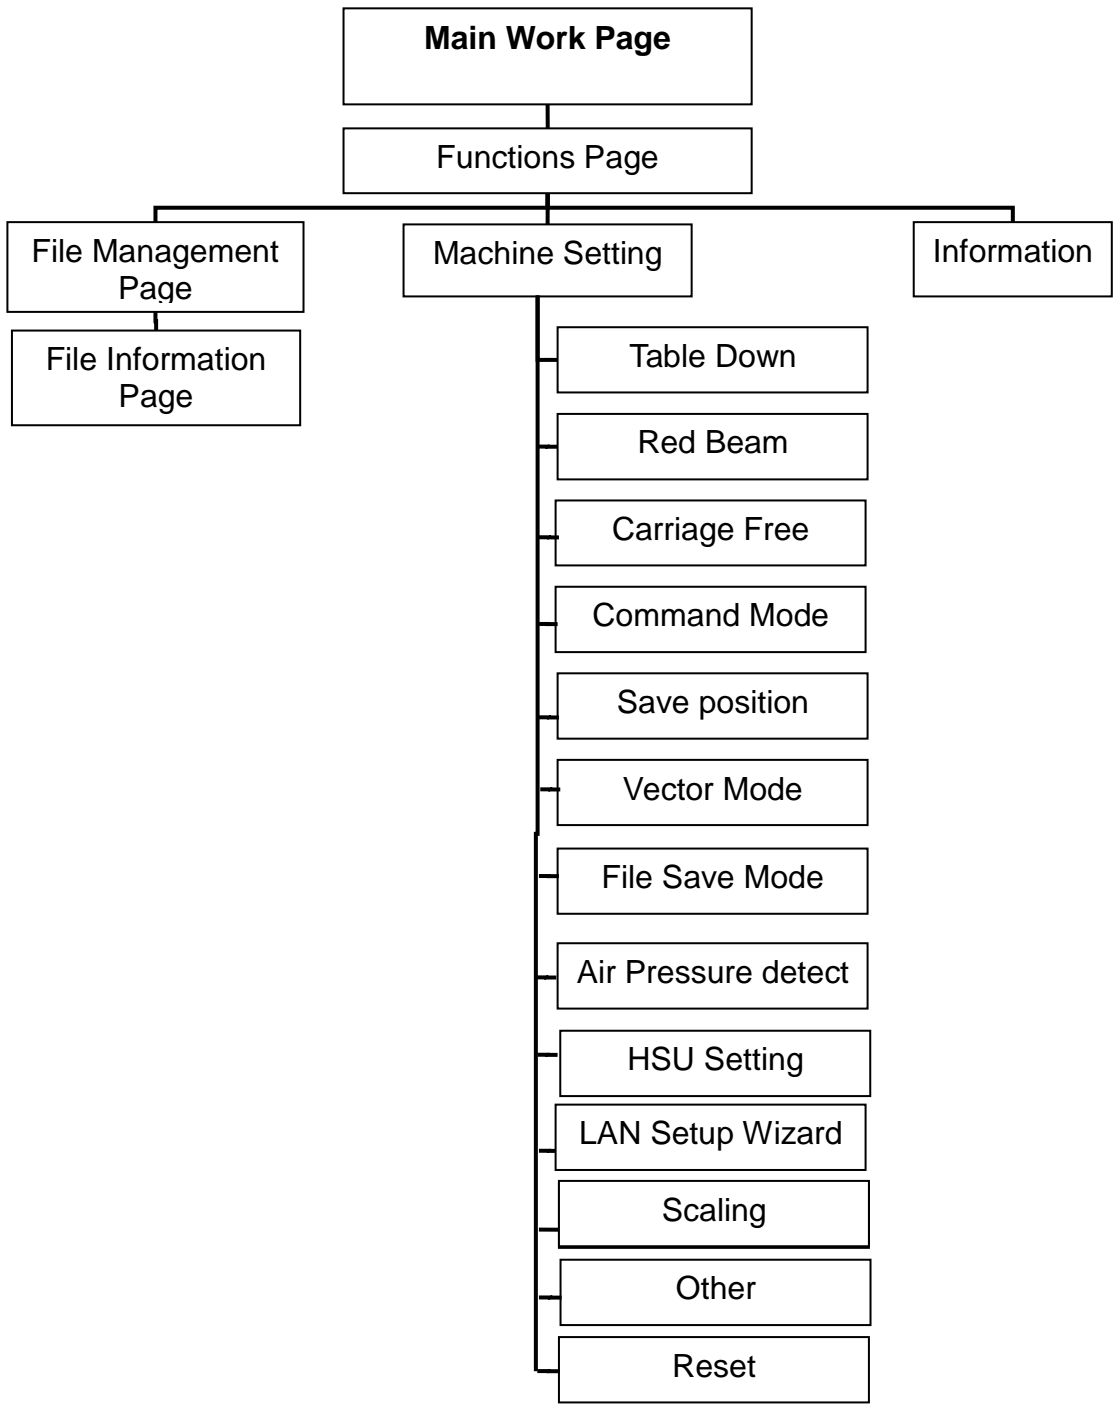 Main Work Page
Functions Page
File Management
Page
Machine Setting
Information
File Information
Page
Table Down
Red Beam
Carriage Free
Command Mode
Save position
Vector Mode
File Save Mode
Air Pressure detect
HSU Setting
LAN Setup Wizard
Scaling
Other
Reset